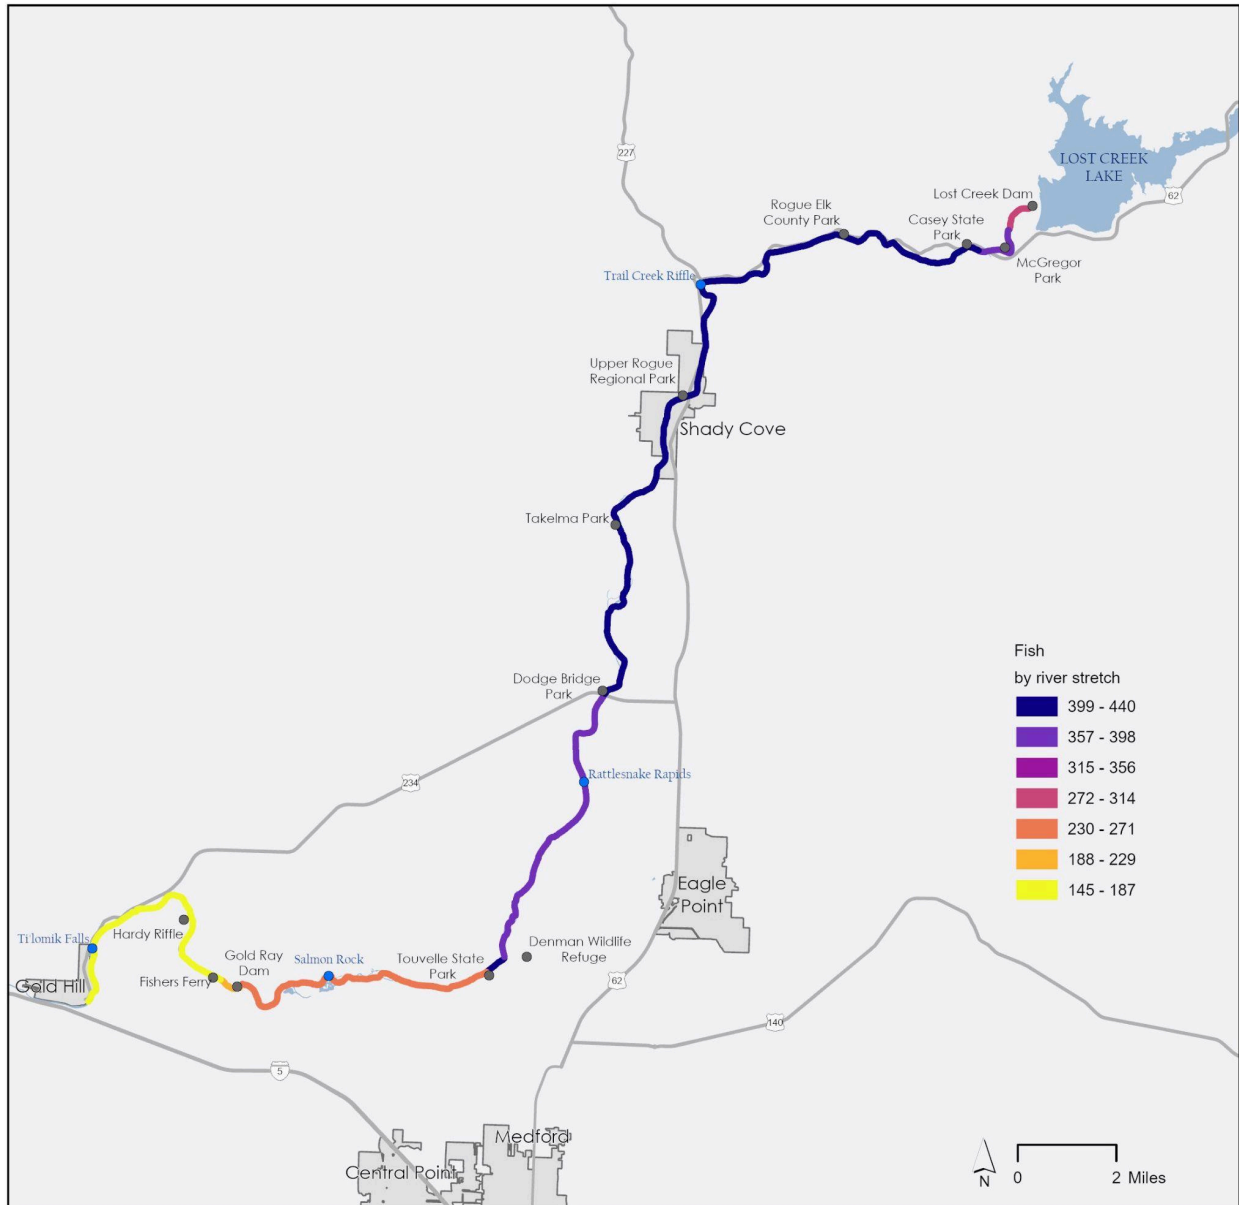 227
LOST CREEK
LAKE
62
Lost Creek Dam
Rogue Elk
County Park
Casey State
Park
McGregor
Park
Trail Creek Riffle
Upper Rogue
Regional Park
Shady Cove
Takelma Park
Dodge Bridge
Park
Rattlesnake Rapids
234
Fish
by river stretch
399 - 440
357 - 398
315 - 356
272 - 314
230 - 271
188 - 229
145 - 187
Eagle
Point
Ti'lomik Falls
Hardy Riffle
Gold Hill
Fishers Ferry
Gold Ray
Dam
Salmon Rock
Touvelle State
Park
Denman Wildlife
Refuge
62
140
5
Medford
Central Point
N
0
2 Miles